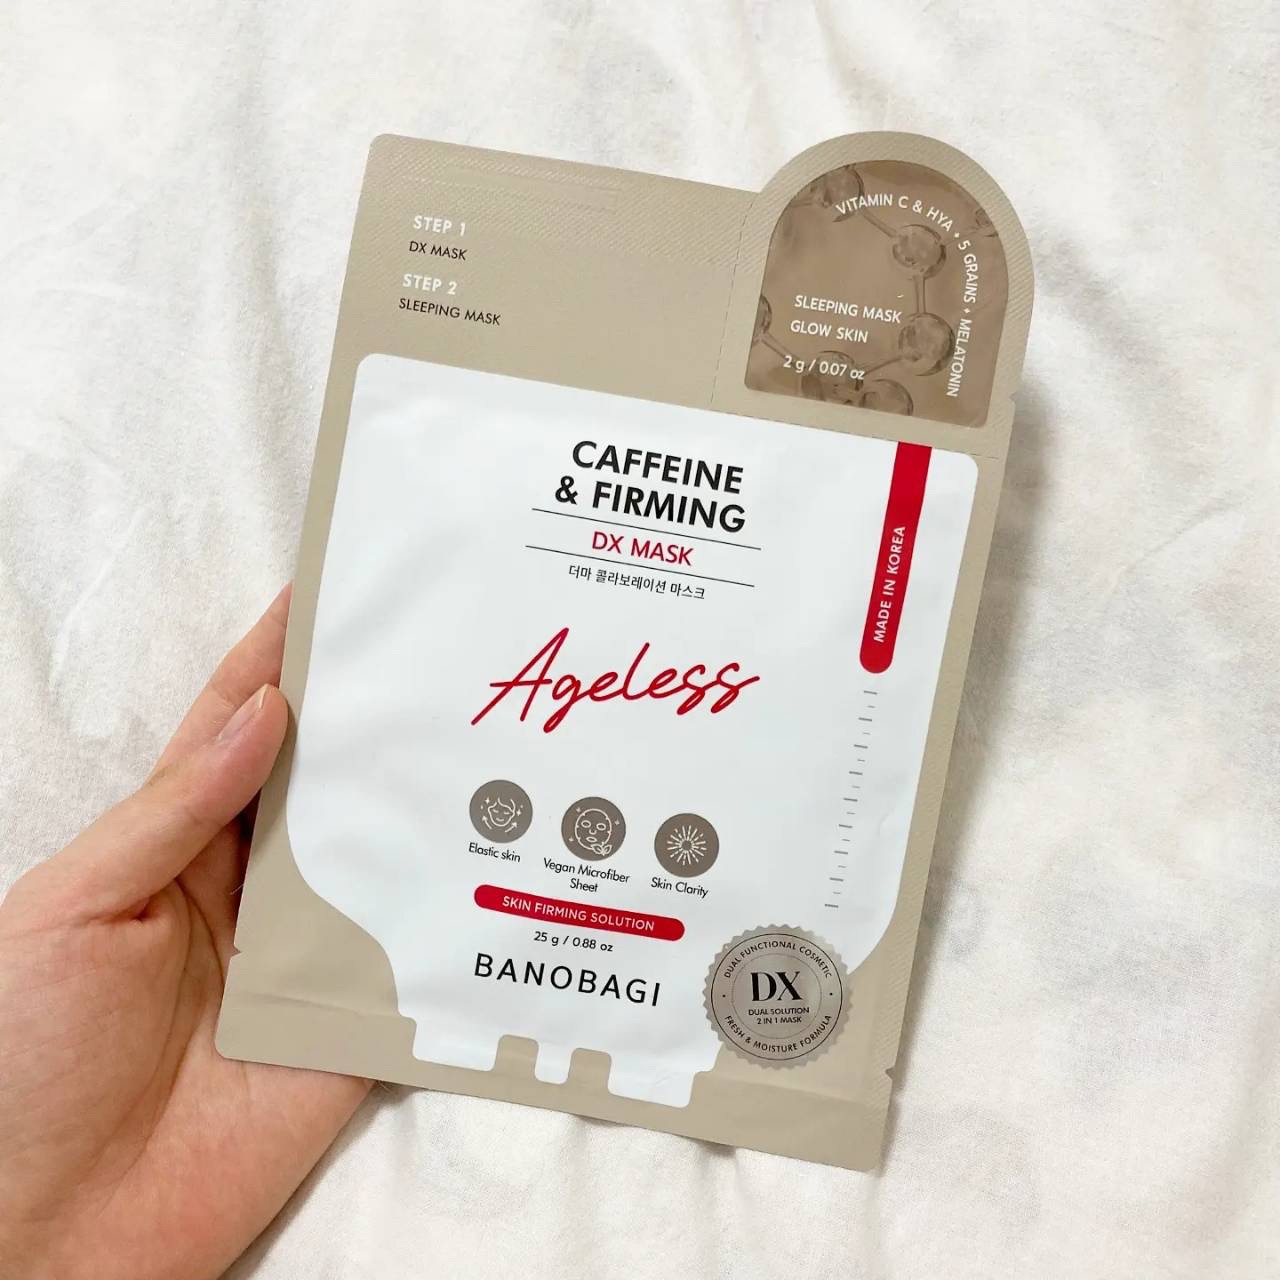 STEP 1
DX MASK
STEP 2
SLEEPING MASK
VITAMIN C & HYA + 5 GRAINS + MELATONIN
SLEEPING MASK
GLOW SKIN
2 g / 0.07 oz
CAFFEINE
& FIRMING
DX MASK
더마 콜라보레이션 마스크
MADE IN KOREA
Ageless
Elastic skin
Vegan Microfiber
Sheet
Skin Clarity
SKIN FIRMING SOLUTION
25 g / 0.88 oz
BANOBAGI
DUAL FUNCTIONAL COSMETIC
DX
DUAL SOLUTION
2 IN 1 MASK
FRESH & MOISTURE FORMULA